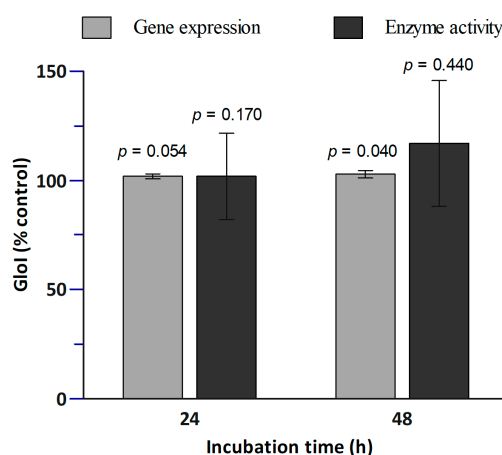 Gene expression
Enzyme activity
150
100
50
0
GloI (% control)
p = 0.054
p = 0.170
p = 0.040
p = 0.440
24
48
Incubation time (h)